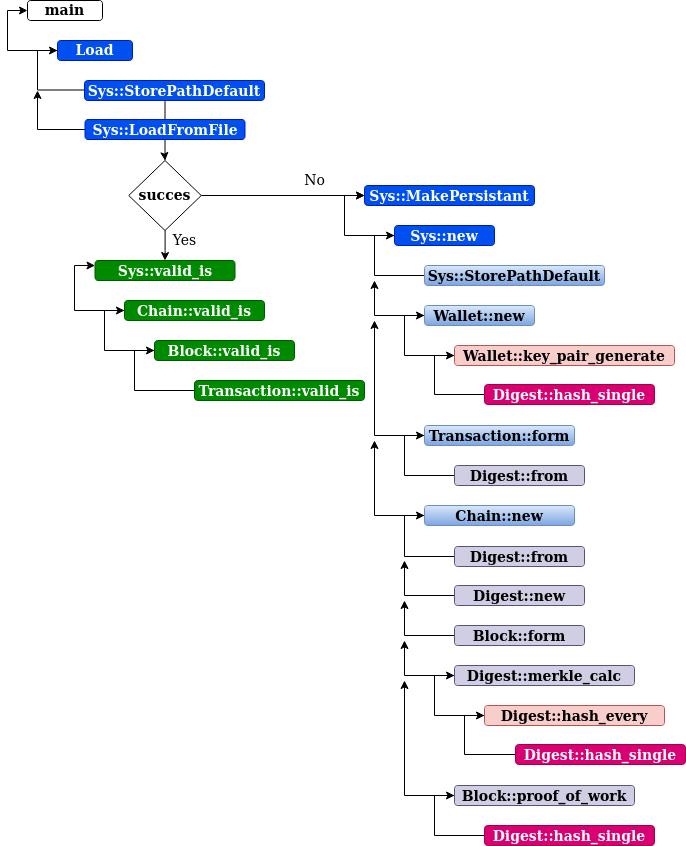 main
Load
Sys::StorePathDefault
Sys::LoadFromFile
succes
No
Sys::MakePersistant
Yes
Sys::new
Sys::valid_is
Sys::StorePathDefault
Chain::valid_is
Wallet::new
Block::valid_is
Wallet::key_pair_generate
Transaction::valid_is
Digest::hash_single
Transaction::form
Digest::from
Chain::new
Digest::from
Digest::new
Block::form
Digest::merkle_calc
Digest::hash_every
Digest::hash_single
Block::proof_of_work
Digest::hash_single